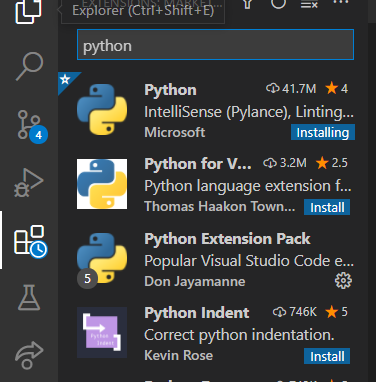 EXTENSIONS: MARKET...
Explorer (Ctrl+Shift+E)
python
Python 41.7M 4
IntelliSense (Pylance), Linting...
Microsoft Installing
4
Python for V... 3.2M 2.5
Python language extension f...
Thomas Haakon Town... Install
Python Extension Pack
Popular Visual Studio Code e...
5 Don Jayamanne
Python Indent 746K 5
Correct python indentation.
Python
Indent
Kevin Rose Install